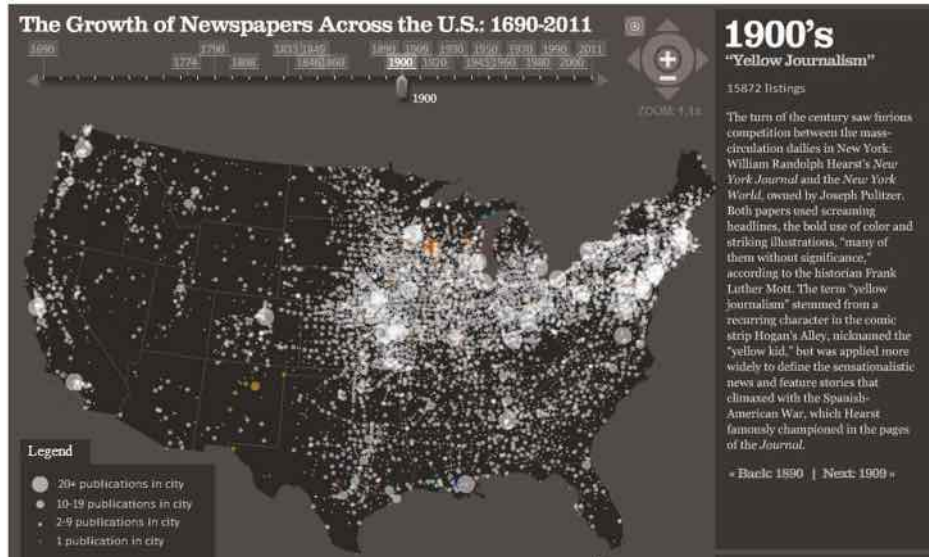 The Growth of Newspapers Across the U.S.: 1690-2011
1690 1790 1833 1849 1890 1909 1930 1950 1970 1990 2011
1774 1808 1846 1860 1900 1920 1945 1960 1980 2000
1900
ZOOM: 1.1x
Legend
20+ publications in city
10-19 publications in city
2-9 publications in city
1 publication in city
1900's
"Yellow Journalism"
15872 listings
The turn of the century saw furious
competition between the mass-
circulation dailies in New York:
William Randolph Hearst's New
York Journal and the New York
World, owned by Joseph Pulitzer.
Both papers used screaming
headlines, the bold use of color and
striking illustrations, "many of
them without significance,"
according to the historian Frank
Luther Mott. The term "yellow
journalism" stemmed from a
recurring character in the comic
strip Hogan's Alley, nicknamed the
"yellow kid," but was applied more
widely to define the sensationalistic
news and feature stories that
climaxed with the Spanish-
American War, which Hearst
famously championed in the pages
of the Journal.
« Back: 1890 | Next: 1909 »